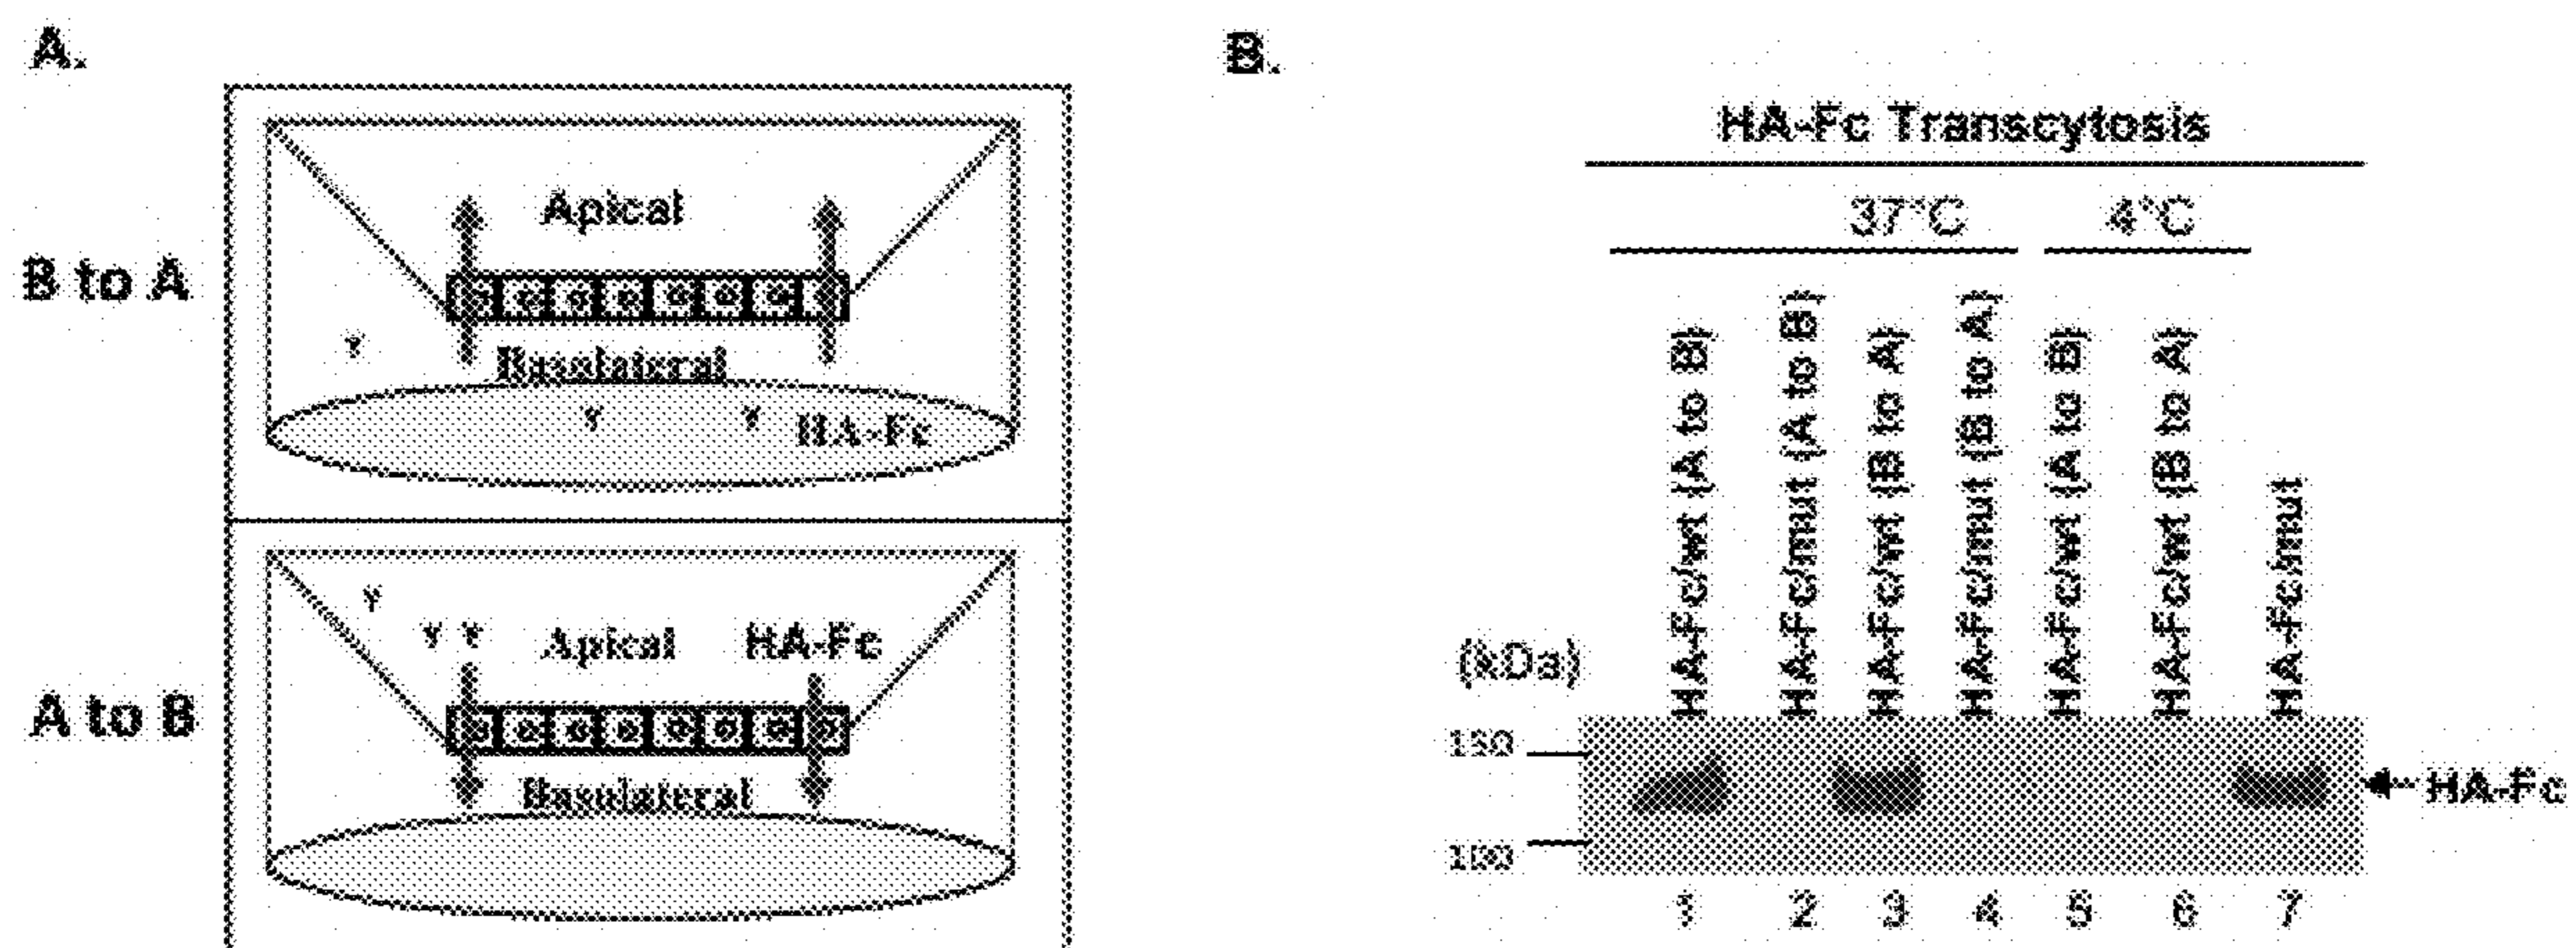 A.
B to A
Apical
Basolateral
HA-Fc
A to B
Apical
HA-Fc
Basolateral
B.
HA-Fc Transcytosis
37°C
4°C
HA-Fc/wt (A to B)
HA-Fc/mut (A to B)
HA-Fc/wt (B to A)
HA-Fc/mut (B to A)
HA-Fc/wt (A to B)
HA-Fc/wt (B to A)
HA-Fc/mut
(kDa)
150
100
HA-Fc
1 2 3 4 5 6 7